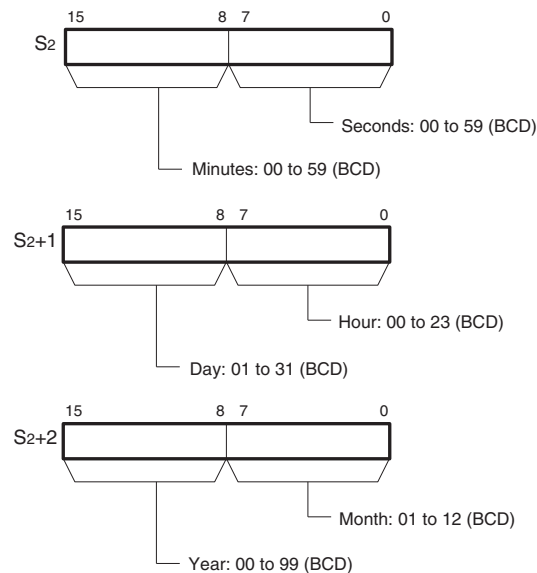 15 8 7 0
S2
Seconds: 00 to 59 (BCD)
Minutes: 00 to 59 (BCD)
15 8 7 0
S2+1
Hour: 00 to 23 (BCD)
Day: 01 to 31 (BCD)
15 8 7 0
S2+2
Month: 01 to 12 (BCD)
Year: 00 to 99 (BCD)